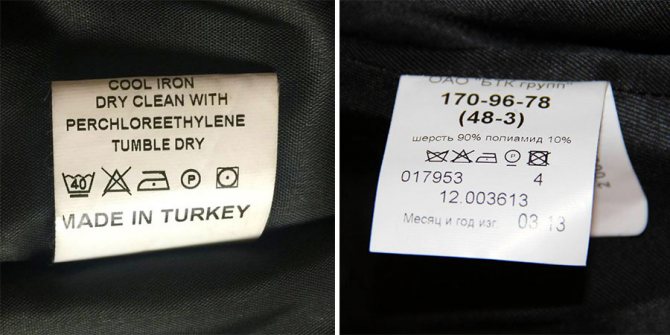 COOL IRON
DRY CLEAN WITH
PERCHLOREETHYLENE
TUMBLE DRY
40
P
MADE IN TURKEY
ОАО "БТК групп"
170-96-78
(48-3)
шерсть 90% полиамид 10%
P
017953 4
12.003613
Месяц и год изг. 03 13